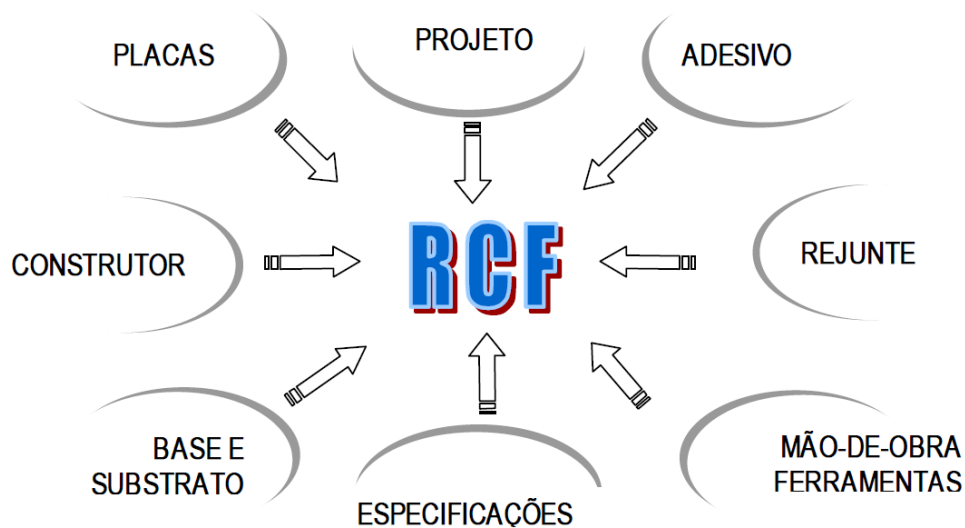 PLACAS
PROJETO
ADESIVO
CONSTRUTOR
RCF
REJUNTE
BASE E
SUBSTRATO
ESPECIFICAÇÕES
MÃO-DE-OBRA
FERRAMENTAS